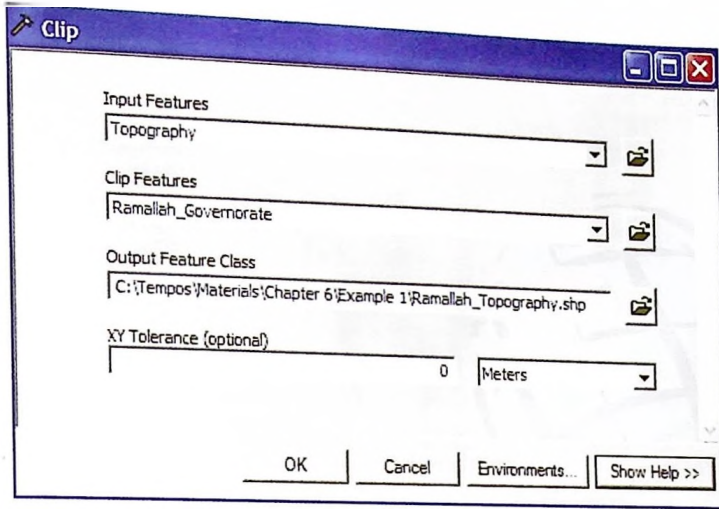 Clip
Input Features
Topography
Clip Features
Ramallah_Governorate
Output Feature Class
C:\Tempos\Materials\Chapter 6\Example 1\Ramallah_Topography.shp
XY Tolerance (optional)
0 Meters
OK Cancel Environments... Show Help >>